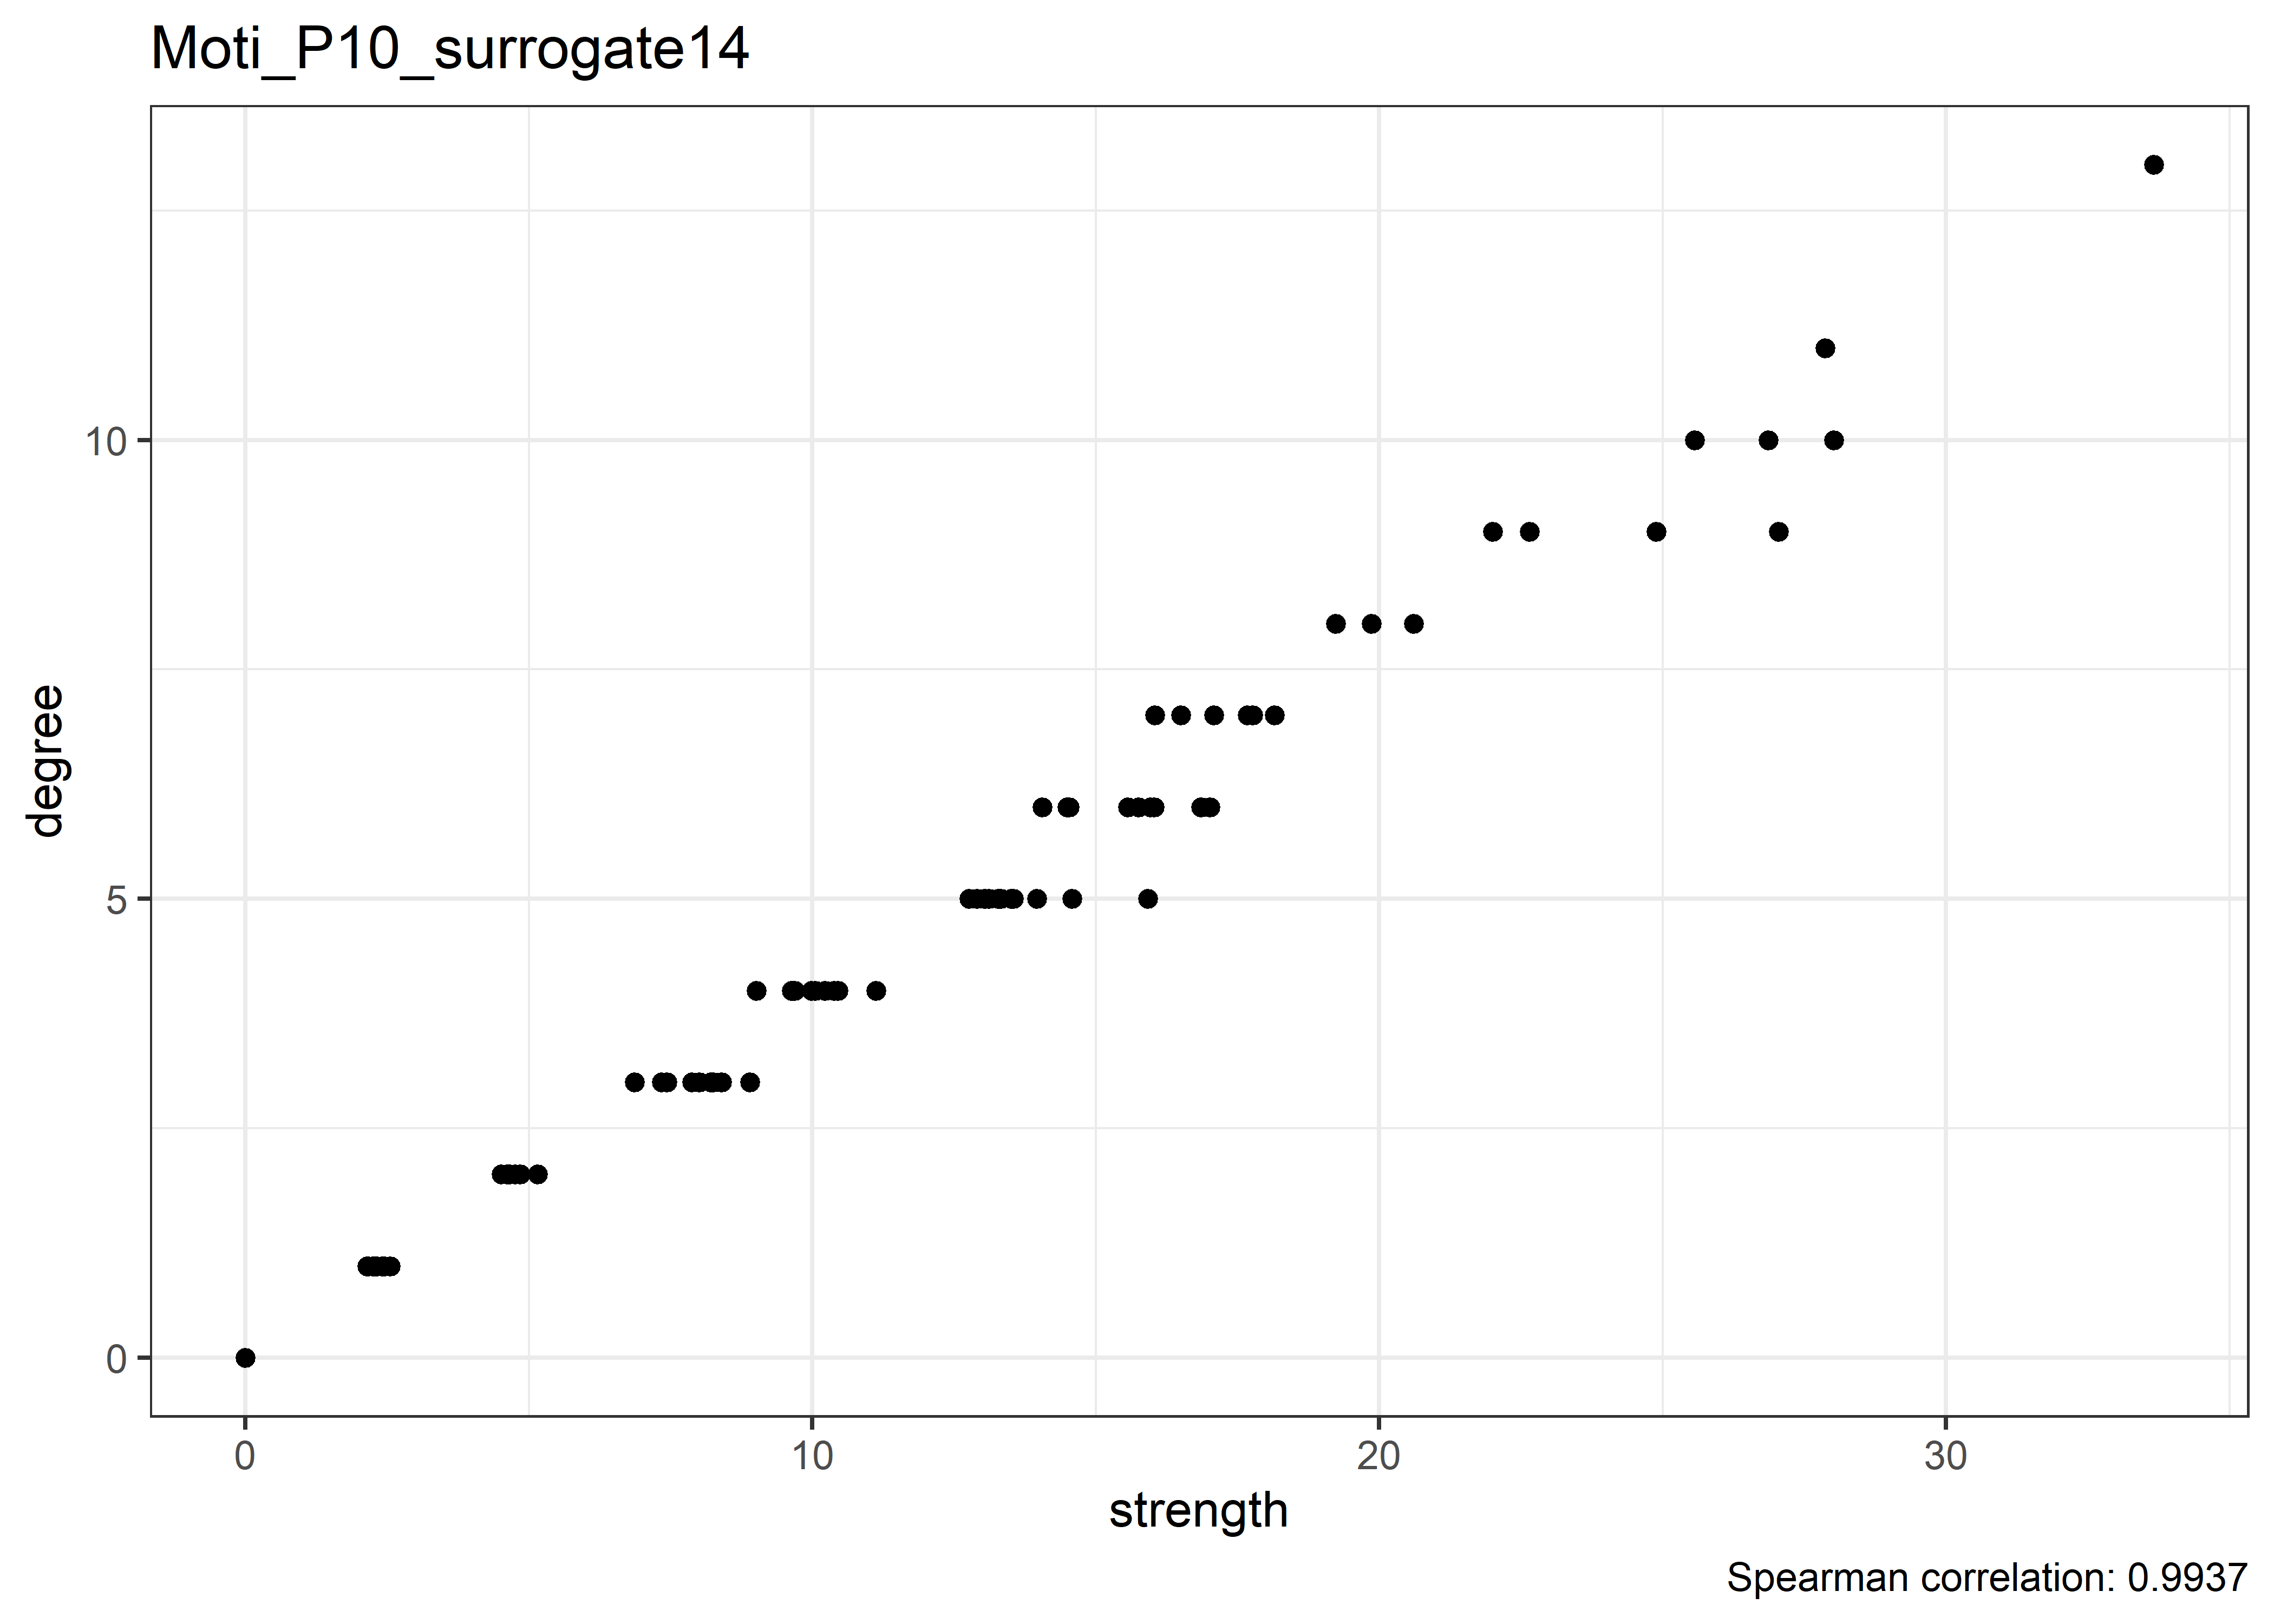 Moti_P10_surrogate14
degree
10
5
0
0 10 20 30
strength
Spearman correlation: 0.9937